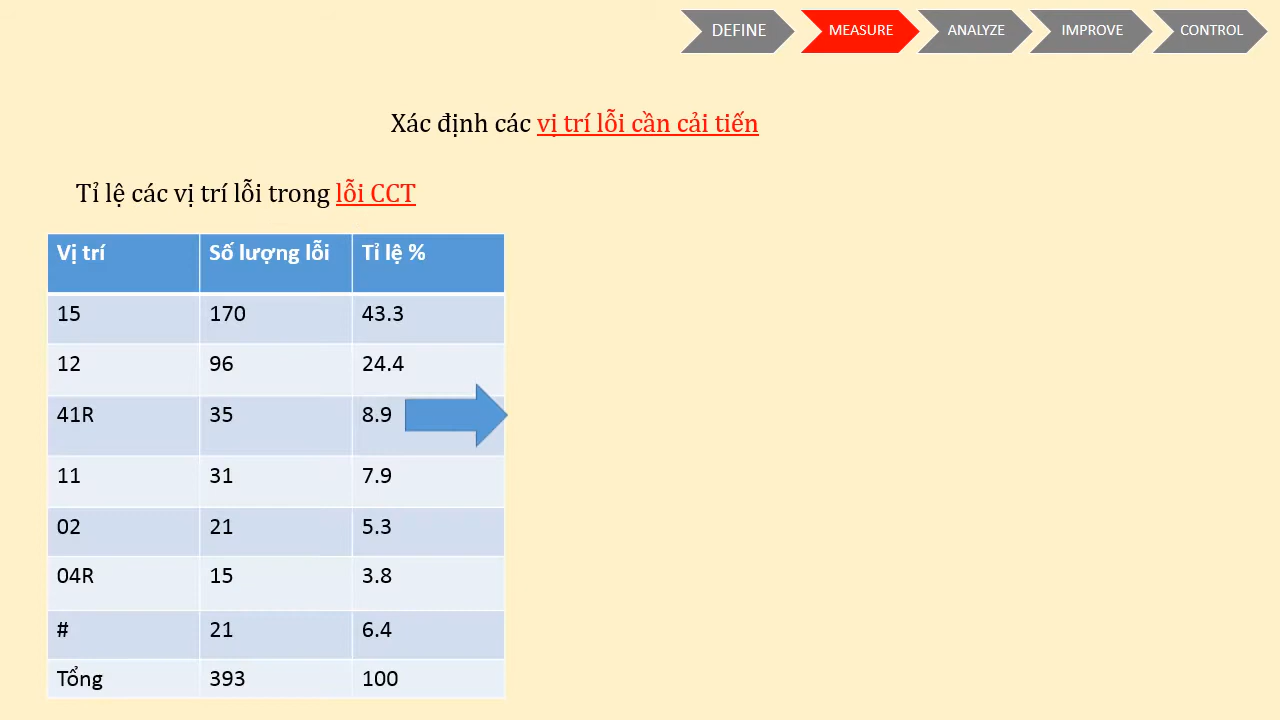 DEFINE MEASURE ANALYZE IMPROVE CONTROL
Xác định các vị trí lỗi cần cải tiến
Tỉ lệ các vị trí lỗi trong lỗi CCT
Vị trí Số lượng lỗi Tỉ lệ %
15 170 43.3
12 96 24.4
41R 35 8.9
11 31 7.9
02 21 5.3
04R 15 3.8
# 21 6.4
Tổng 393 100